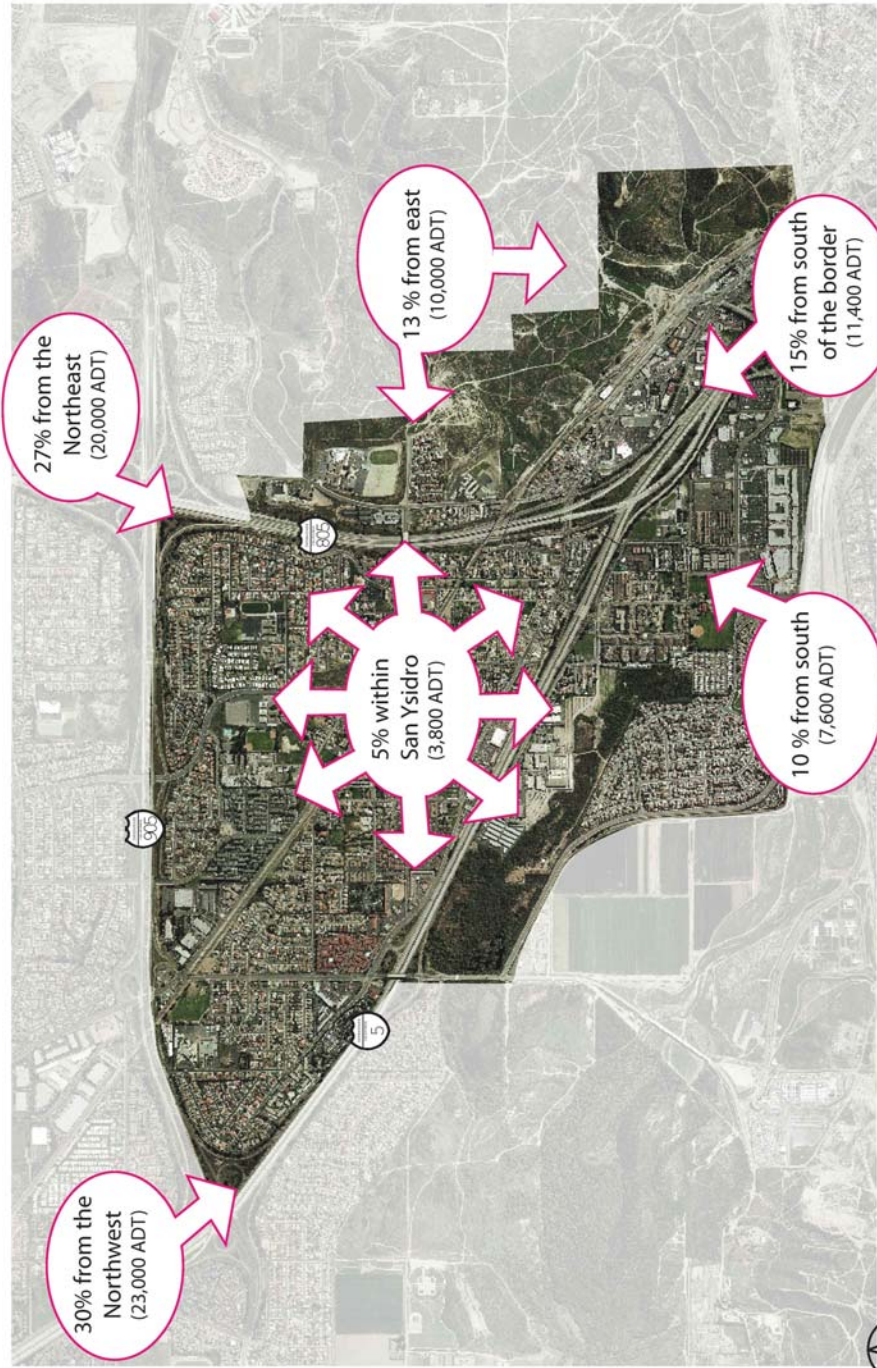 30% from the
Northwest
(23,000 ADT)
27% from the
Northeast
(20,000 ADT)
905
805
5
5% within
San Ysidro
(3,800 ADT)
13 % from east
(10,000 ADT)
10 % from south
(7,600 ADT)
15% from south
of the border
(11,400 ADT)